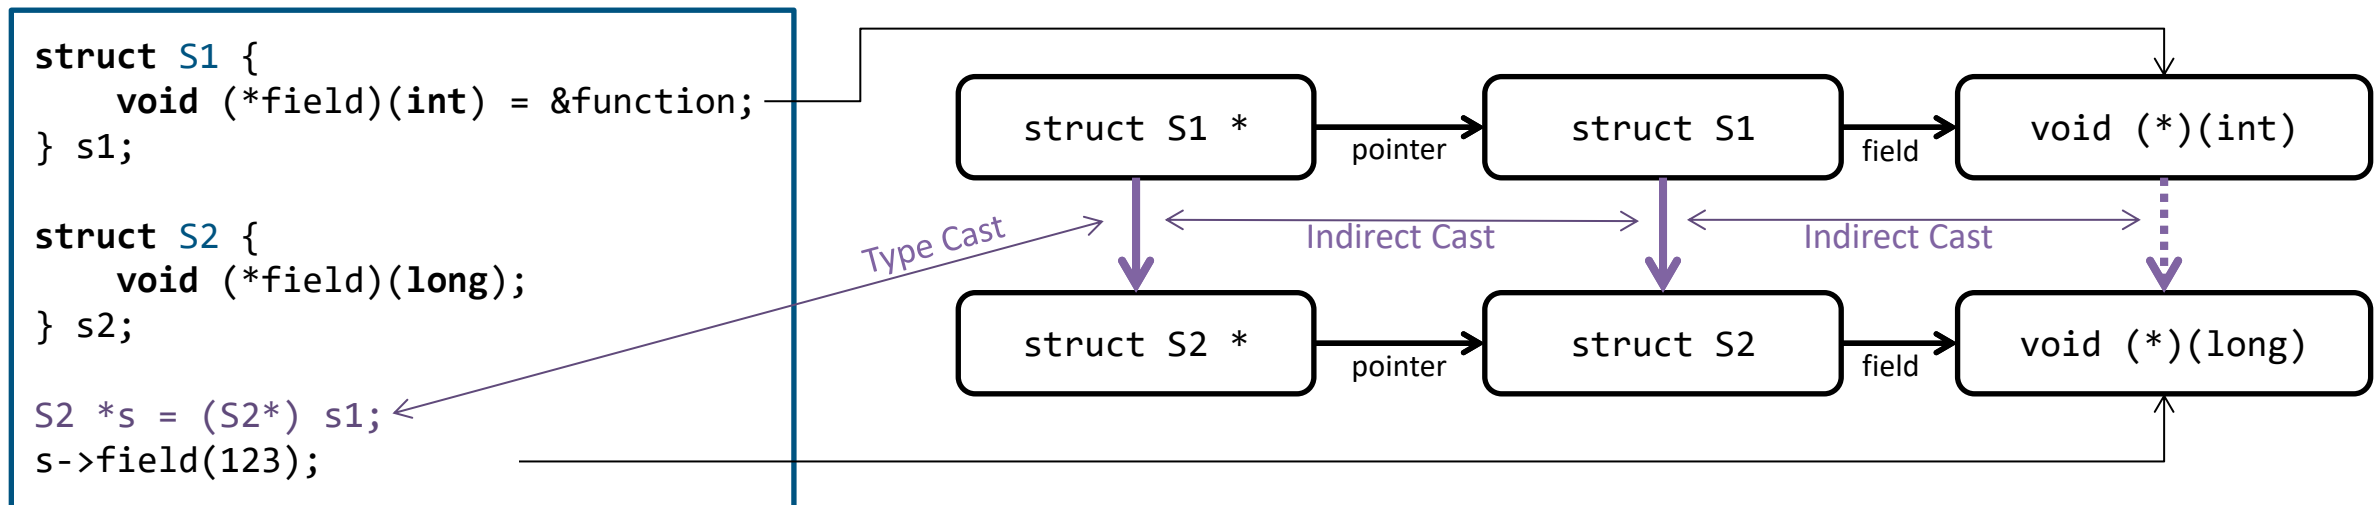 struct S1 {
    void (*field)(int) = &function;
} s1;

struct S2 {
    void (*field)(long);
} s2;

S2 *s = (S2*) s1;
s->field(123);
struct S1 *
pointer
struct S1
field
void (*)(int)
Type Cast
Indirect Cast
Indirect Cast
struct S2 *
pointer
struct S2
field
void (*)(long)